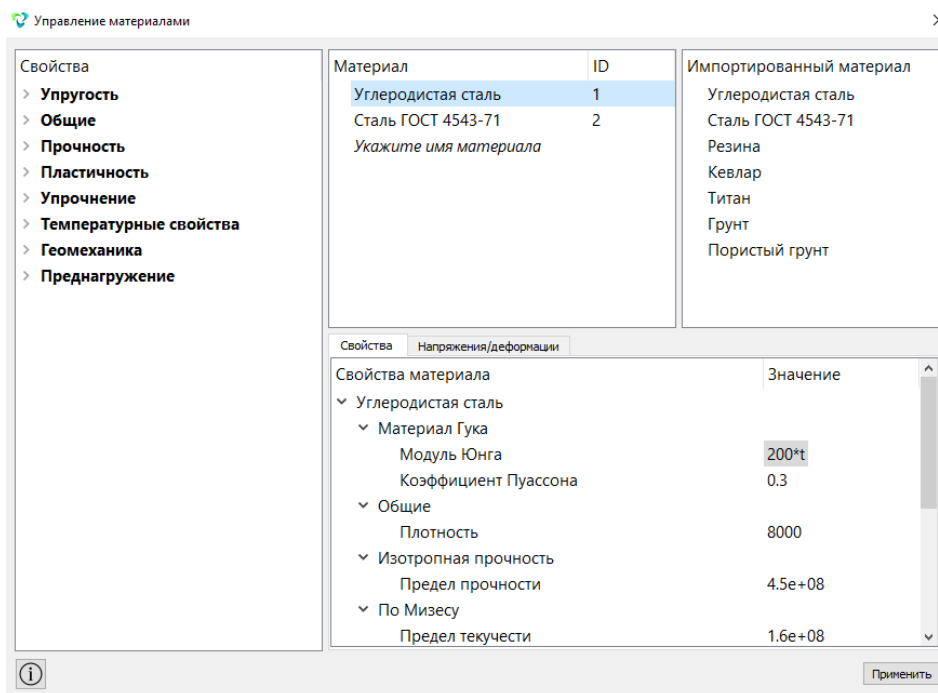 Управление материалами
Свойства
Упругость
Общие
Прочность
Пластичность
Упрочнение
Температурные свойства
Геомеханика
Преднагружение
Материал ID
Углеродистая сталь 1
Сталь ГОСТ 4543-71 2
Укажите имя материала
Импортированный материал
Углеродистая сталь
Сталь ГОСТ 4543-71
Резина
Кевлар
Титан
Грунт
Пористый грунт
Свойства Напряжения/деформации
Свойства материала Значение
Углеродистая сталь
Материал Гука
Модуль Юнга 200*t
Коэффициент Пуассона 0.3
Общие
Плотность 8000
Изотропная прочность
Предел прочности 4.5e+08
По Мизесу
Предел текучести 1.6e+08
Применить